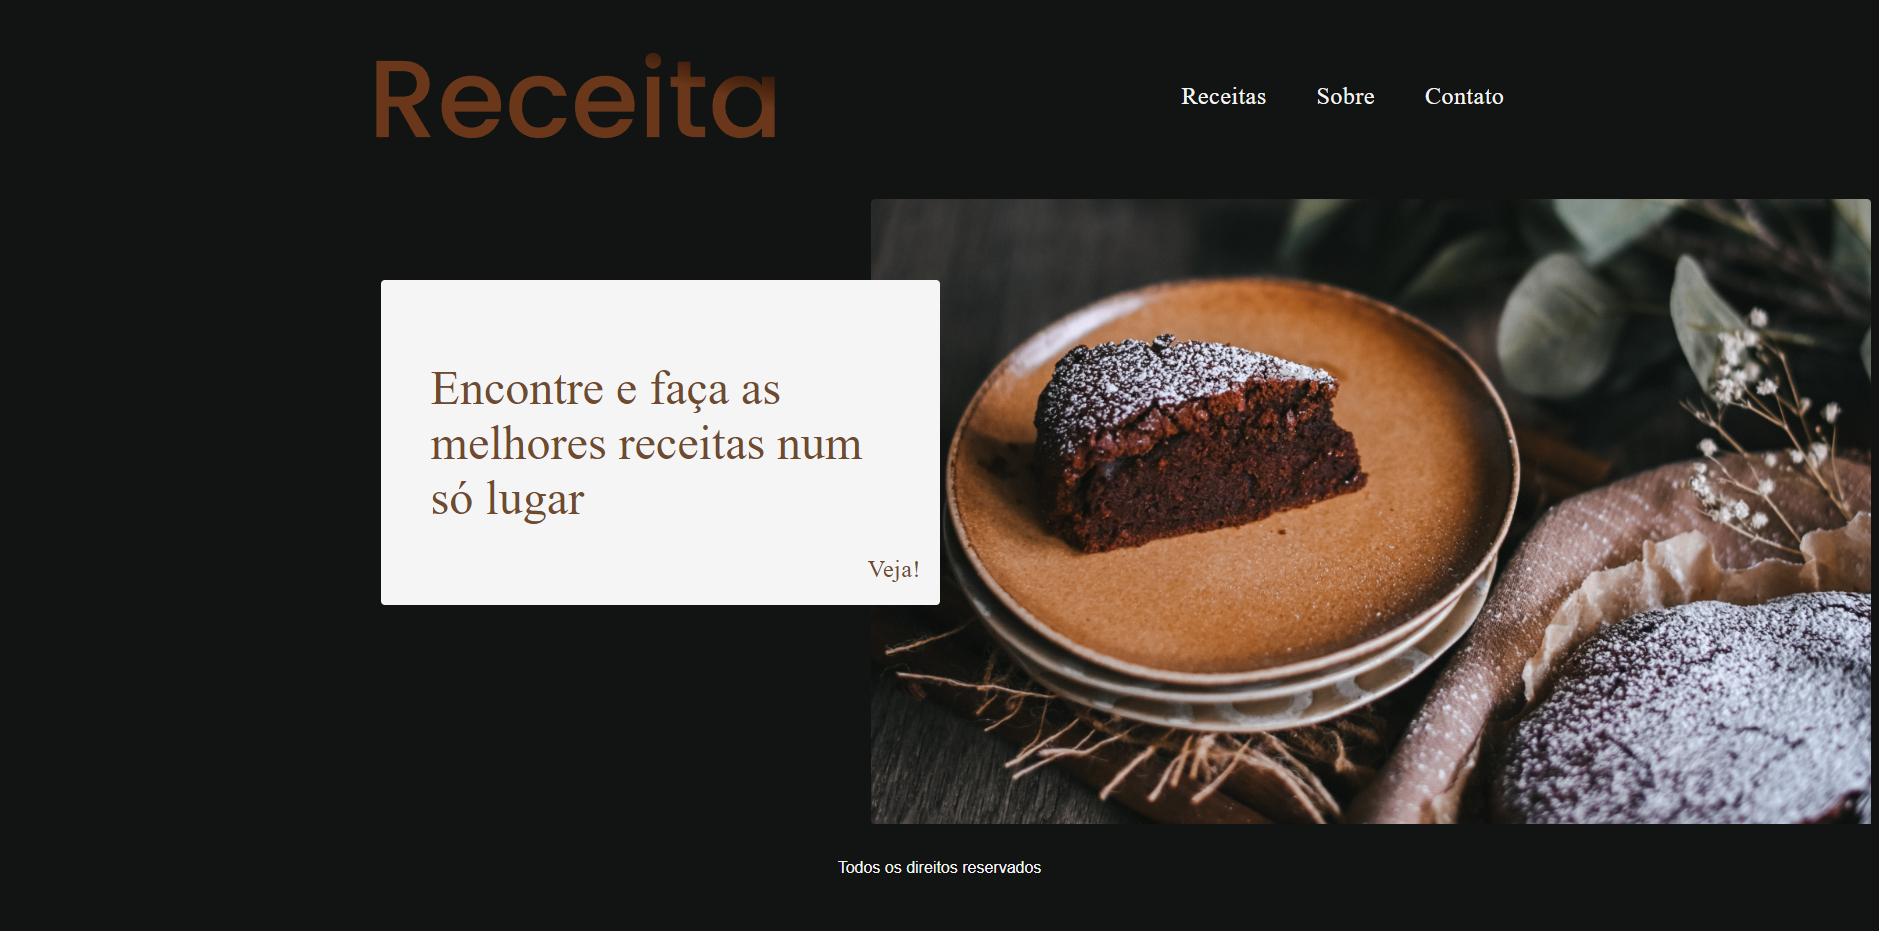 Receita
Receitas Sobre Contato
Encontre e faça as
melhores receitas num
só lugar
Veja!
Todos os direitos reservados